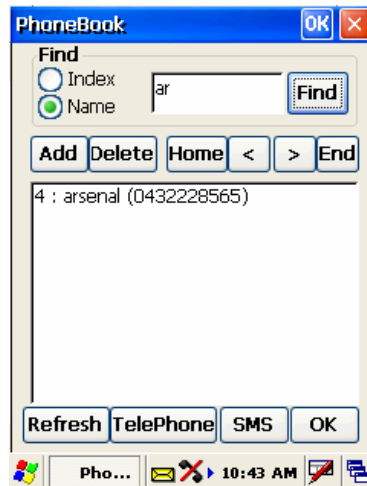 PhoneBook OK
Find
Index
Name
ar
Find
Add Delete Home < > End
4 : arsenal (0432228565)
Refresh TelePhone SMS OK
Pho... 10:43 AM